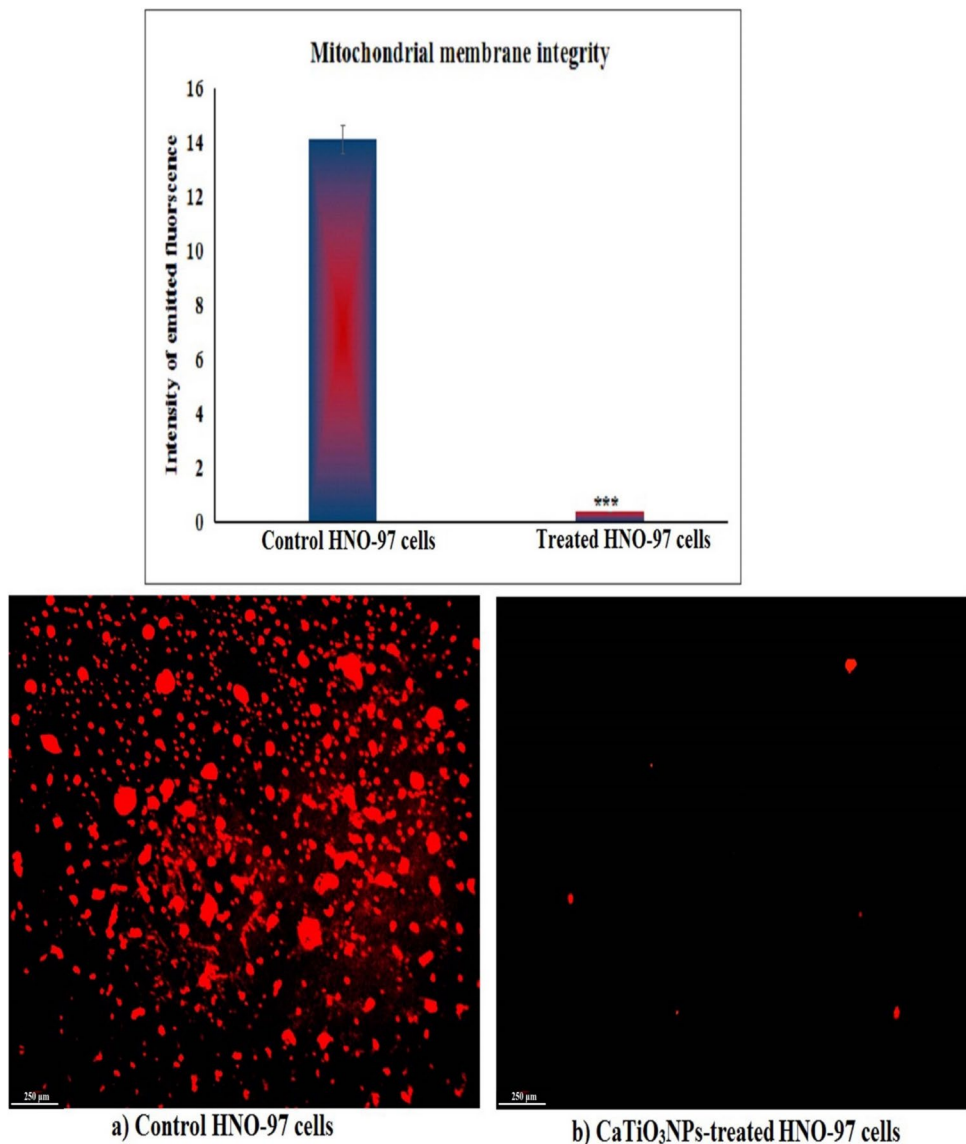 Mitochondrial membrane integrity
Intensity of emitted fluorscence
16
14
12
10
8
6
4
2
0
***
Control HNO-97 cells
Treated HNO-97 cells
250 µm
250 µm
a) Control HNO-97 cells
b) CaTiO₃NPs-treated HNO-97 cells